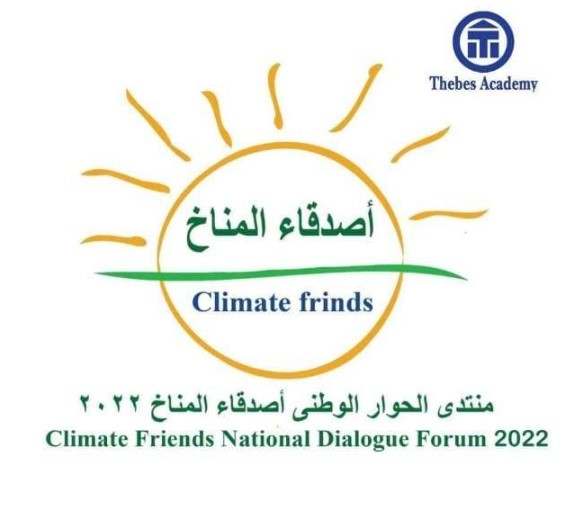 Thebes Academy
أصدقاء المناخ
Climate frinds
منتدى الحوار الوطنى أصدقاء المناخ ٢٠٢٢
Climate Friends National Dialogue Forum 2022